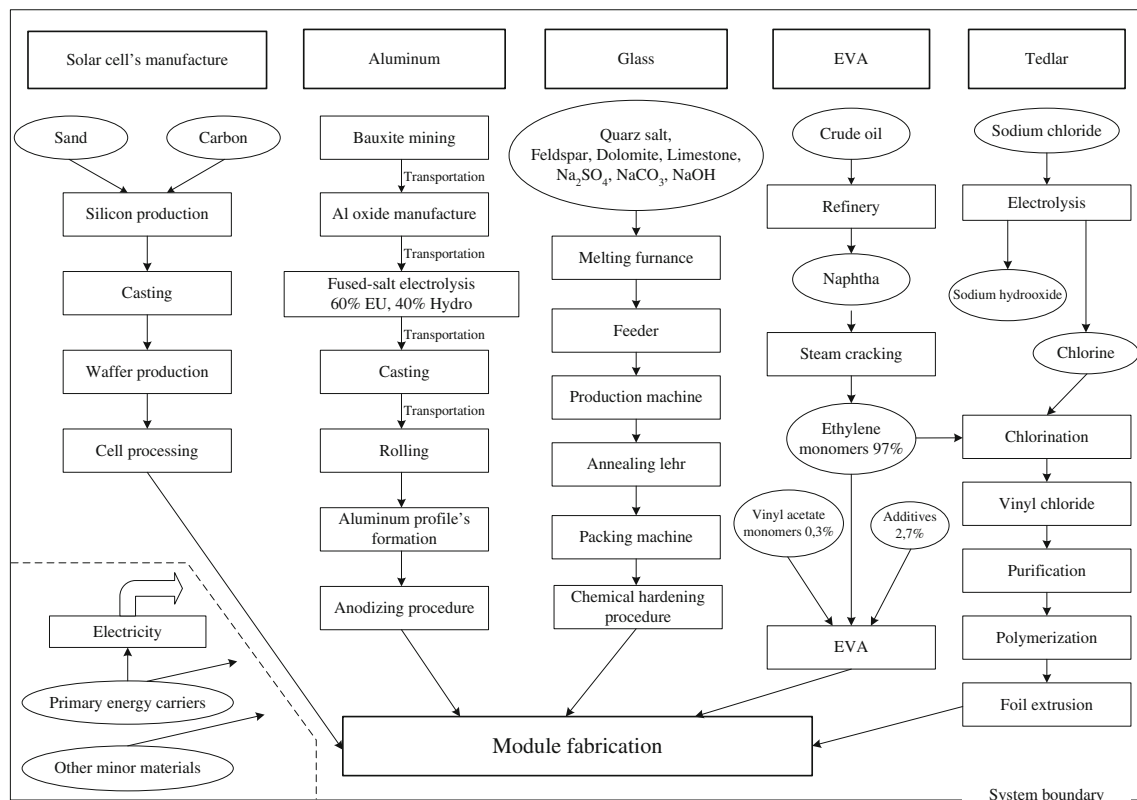 Solar cell's manufacture
Sand
Carbon
Silicon production
Casting
Waffer production
Cell processing
Electricity
Primary energy carriers
Other minor materials
Aluminum
Bauxite mining
Transportation
Al oxide manufacture
Transportation
Fused-salt electrolysis
60% EU, 40% Hydro
Transportation
Casting
Transportation
Rolling
Aluminum profile's
formation
Anodizing procedure
Glass
Quarz salt,
Feldspar, Dolomite, Limestone,
Na₂SO₄, NaCO₃, NaOH
Melting furnance
Feeder
Production machine
Annealing lehr
Packing machine
Chemical hardening
procedure
EVA
Crude oil
Refinery
Naphtha
Steam cracking
Ethylene
monomers 97%
Vinyl acetate
monomers 0,3%
Additives
2,7%
EVA
Tedlar
Sodium chloride
Electrolysis
Sodium hydrooxide
Chlorine
Chlorination
Vinyl chloride
Purification
Polymerization
Foil extrusion
Module fabrication
System boundary